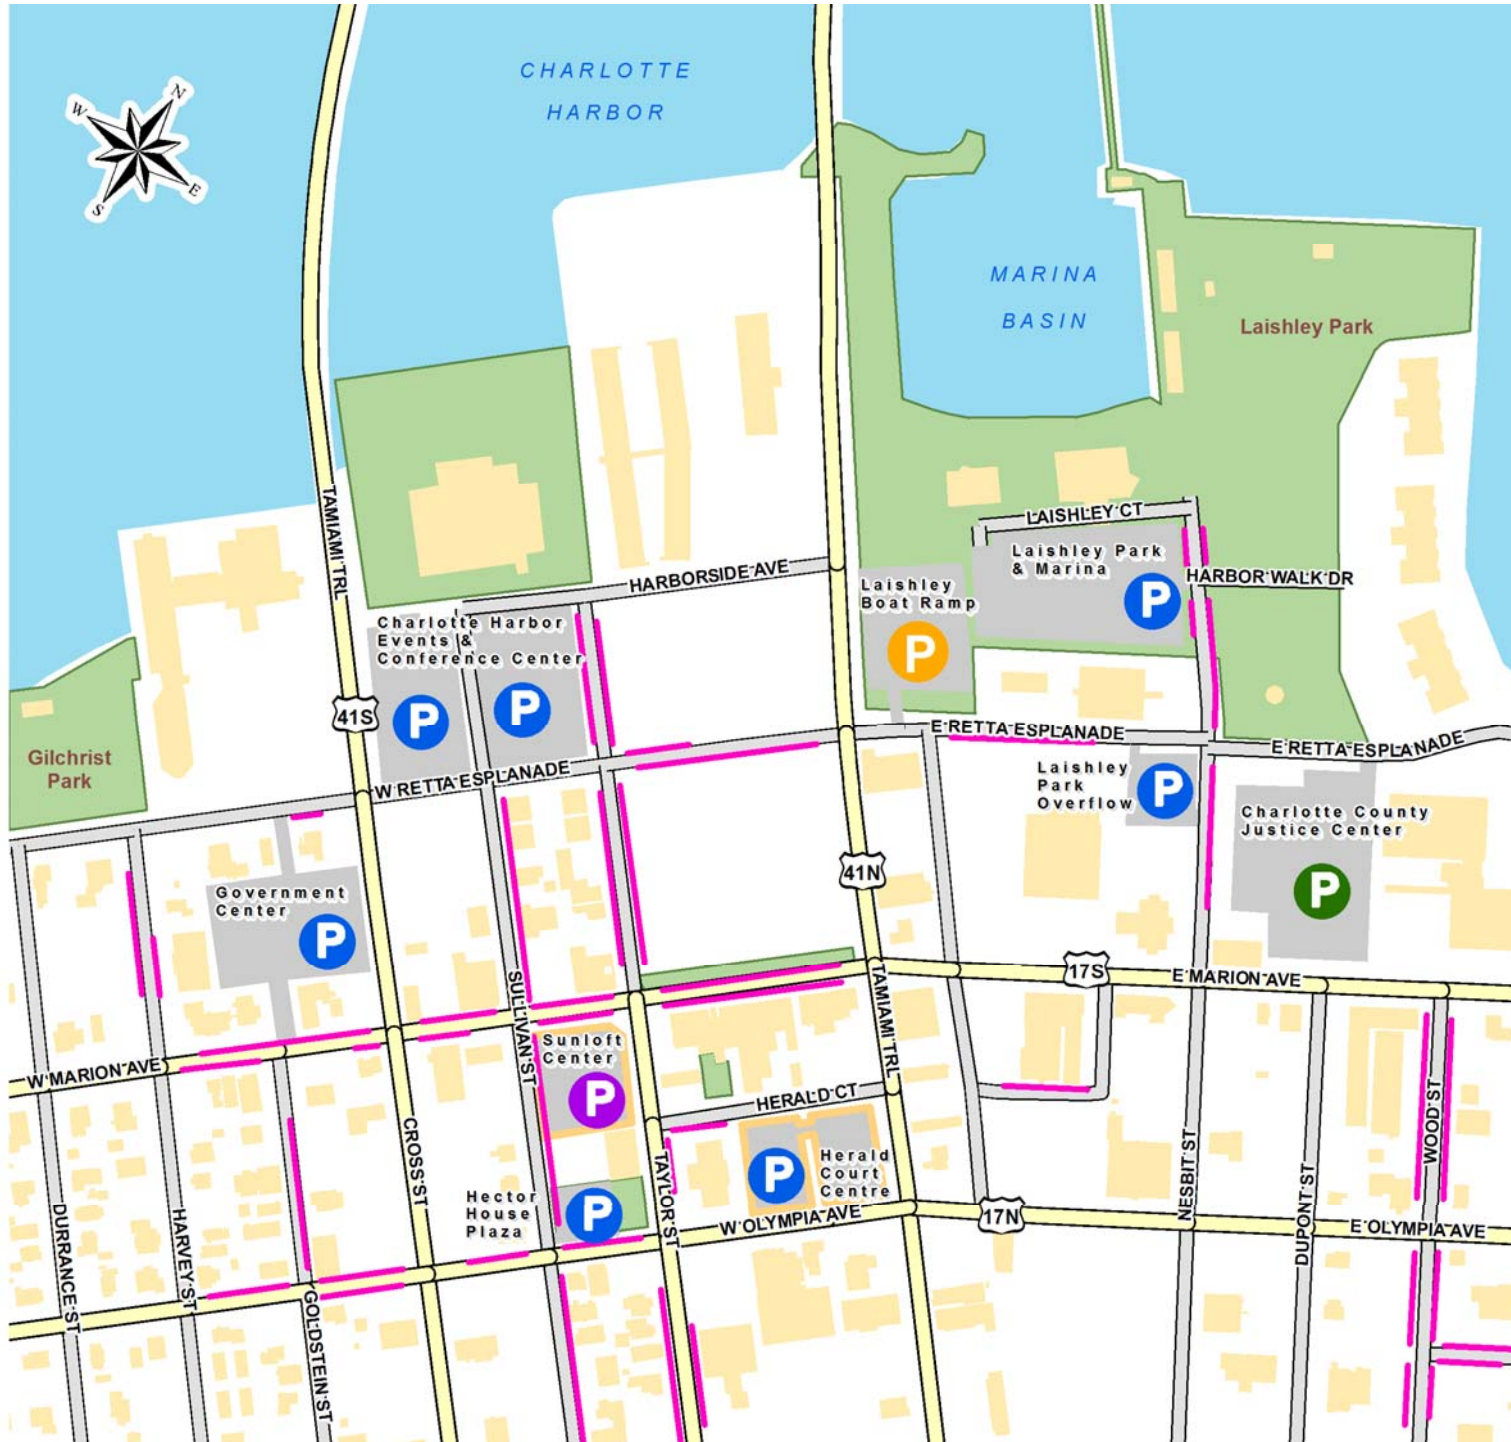 CHARLOTTE
HARBOR
N
W
E
S
MARINA
BASIN
Laishley Park
TAMIAMI TRL
LAISHLEY CT
Laishley Park
& Marina
P
HARBOR WALK DR
HARBORSIDE AVE
Laishley
Boat Ramp
P
Charlotte Harbor
Events &
Conference Center
P
P
41S
Gilchrist
Park
W RETTA ESPLANADE
E RETTA ESPLANADE
E RETTA ESPLANADE
Laishley
Park
Overflow
P
Charlotte County
Justice Center
P
41N
Government
Center
P
17S
E MARION AVE
SULLIVAN ST
TAMIAMI TRL
W MARION AVE
Sunloft
Center
P
HERALD CT
Herald
Court
Centre
P
CROSS ST
TAYLOR ST
WOOD ST
NESBIT ST
DUPONT ST
Hector
House
Plaza
P
W OLYMPIA AVE
17N
E OLYMPIA AVE
DURRANCE ST
HARVEY ST
GOLDSTEIN ST